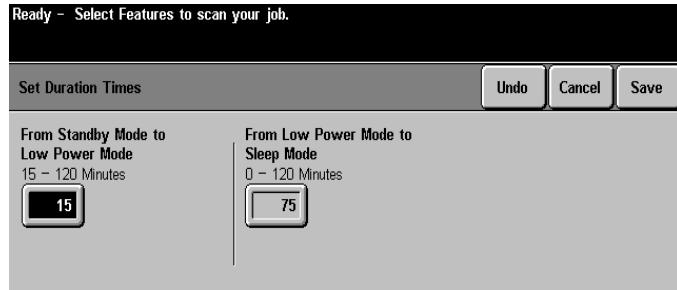 Ready – Select Features to scan your job.
Set Duration Times
Undo
Cancel
Save
From Standby Mode to
Low Power Mode
15 – 120 Minutes
15
From Low Power Mode to
Sleep Mode
0 – 120 Minutes
75